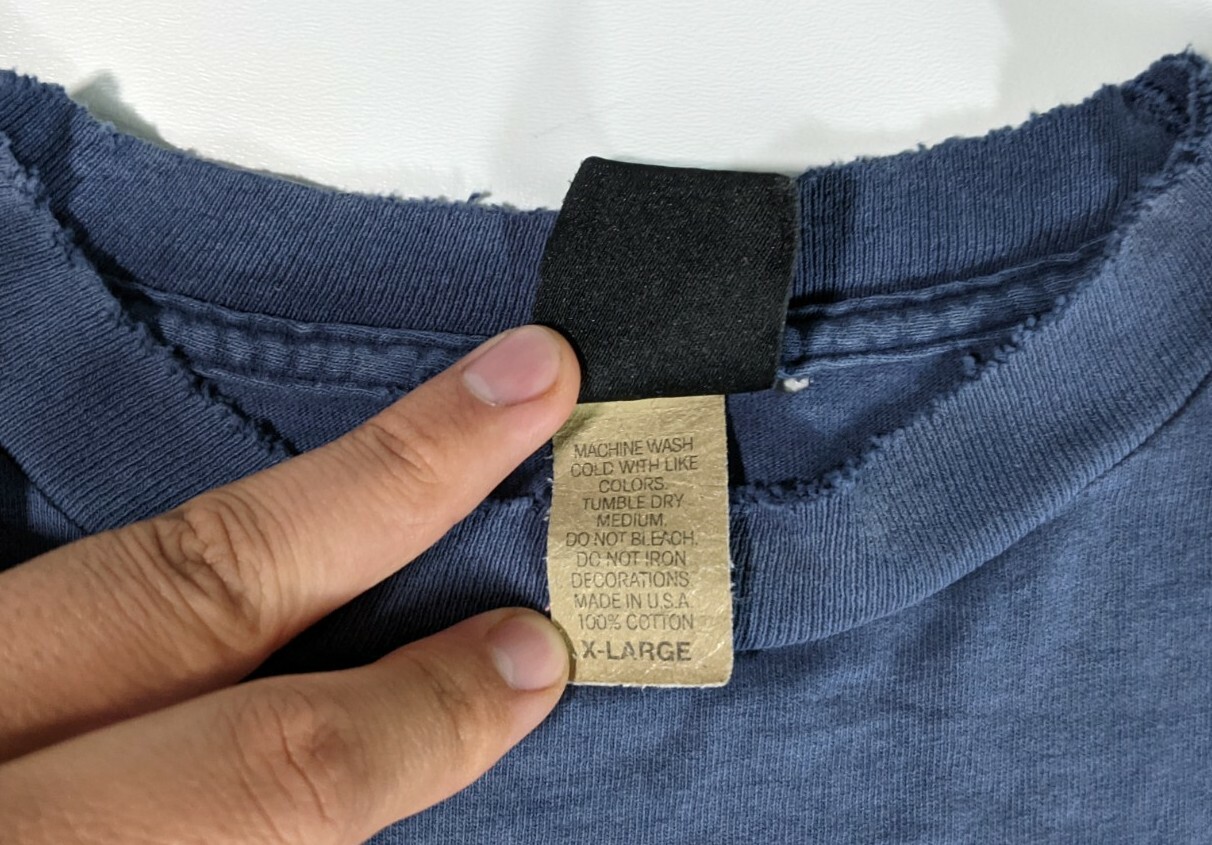 MACHINE WASH
COLD WITH LIKE
COLORS.
TUMBLE DRY
MEDIUM.
DO NOT BLEACH.
DO NOT IRON
DECORATIONS.
MADE IN U.S.A.
100% COTTON
X-LARGE